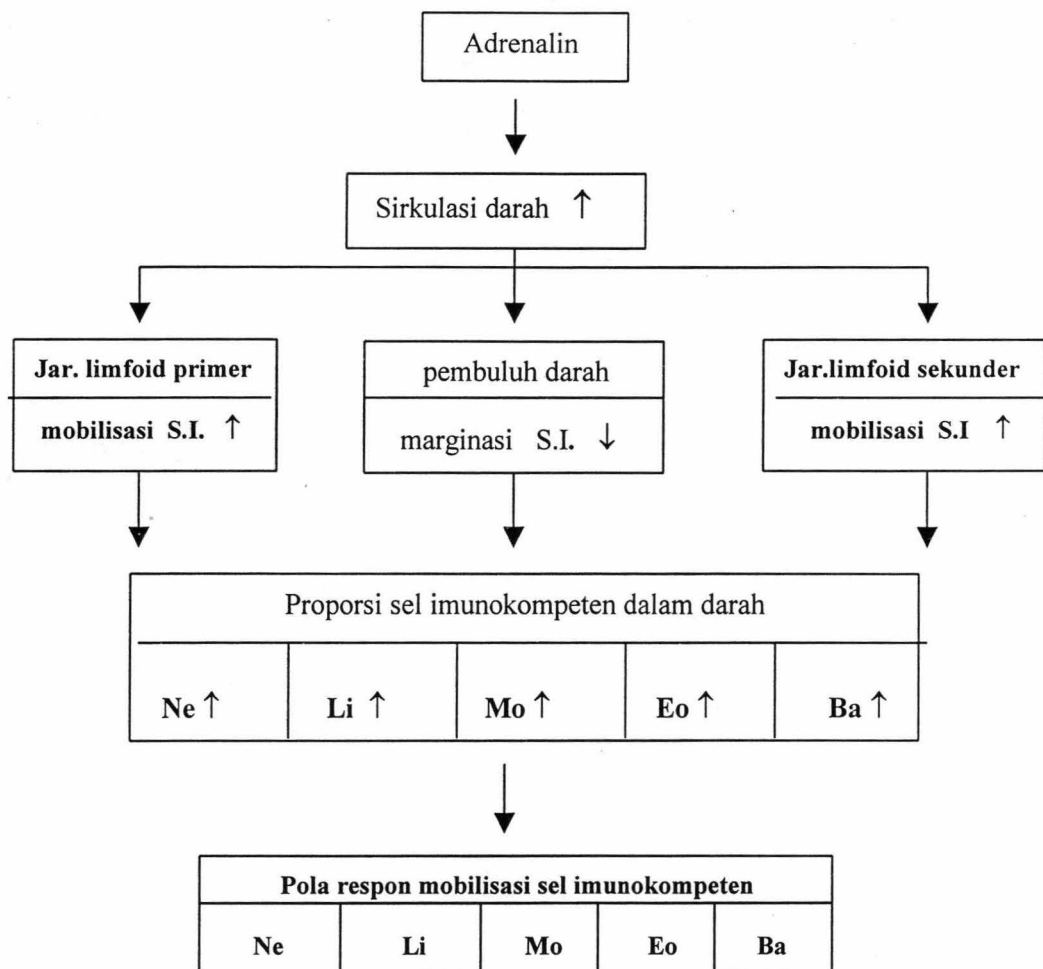 Adrenalin
Sirkulasi darah ↑
Jar. limfoid primer
mobilisasi S.I. ↑
pembuluh darah
marginasi S.I. ↓
Jar.limfoid sekunder
mobilisasi S.I ↑
Proporsi sel imunokompeten dalam darah
Ne ↑ Li ↑ Mo ↑ Eo ↑ Ba ↑
Pola respon mobilisasi sel imunokompeten
Ne Li Mo Eo Ba